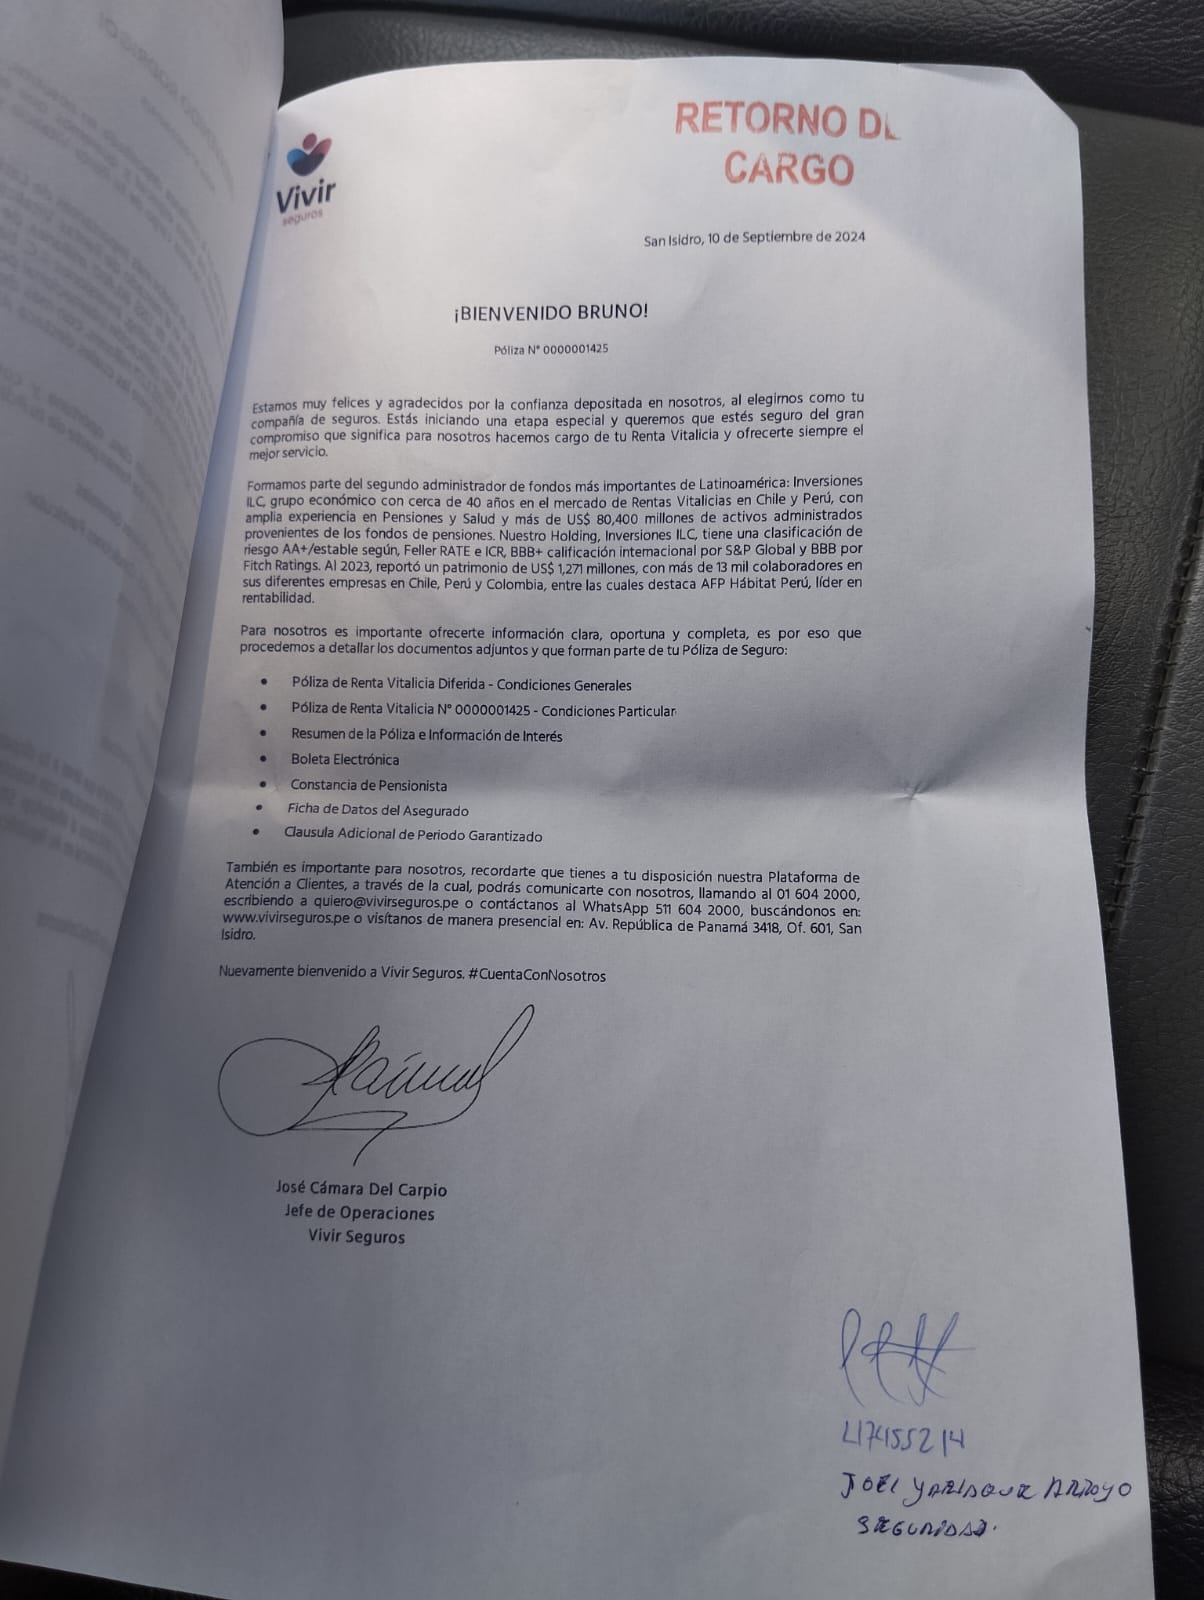 Vivir
seguros
RETORNO DE
CARGO
San Isidro, 10 de Septiembre de 2024
¡BIENVENIDO BRUNO!
Póliza N° 0000001425
Estamos muy felices y agradecidos por la confianza depositada en nosotros, al elegirnos como tu
compañía de seguros. Estás iniciando una etapa especial y queremos que estés seguro del gran
compromiso que significa para nosotros hacernos cargo de tu Renta Vitalicia y ofrecerte siempre el
mejor servicio.
Formamos parte del segundo administrador de fondos más importantes de Latinoamérica: Inversiones
ILC, grupo económico con cerca de 40 años en el mercado de Rentas Vitalicias en Chile y Perú, con
amplia experiencia en Pensiones y Salud y más de US$ 80,400 millones de activos administrados
provenientes de los fondos de pensiones. Nuestro Holding, Inversiones ILC, tiene una clasificación de
riesgo AA+/estable según, Feller RATE e ICR, BBB+ calificación internacional por S&P Global y BBB por
Fitch Ratings. Al 2023, reportó un patrimonio de US$ 1,271 millones, con más de 13 mil colaboradores en
sus diferentes empresas en Chile, Perú y Colombia, entre las cuales destaca AFP Hábitat Perú, líder en
rentabilidad.
Para nosotros es importante ofrecerte información clara, oportuna y completa, es por eso que
procedemos a detallar los documentos adjuntos y que forman parte de tu Póliza de Seguro:
• Póliza de Renta Vitalicia Diferida - Condiciones Generales
• Póliza de Renta Vitalicia N° 0000001425 - Condiciones Particular
• Resumen de la Póliza e Información de Interés
• Boleta Electrónica
• Constancia de Pensionista
• Ficha de Datos del Asegurado
• Clausula Adicional de Periodo Garantizado
También es importante para nosotros, recordarte que tienes a tu disposición nuestra Plataforma de
Atención a Clientes, a través de la cual, podrás comunicarte con nosotros, llamando al 01 604 2000,
escribiendo a quiero@vivirseguros.pe o contáctanos al WhatsApp 511 604 2000, buscándonos en:
www.vivirseguros.pe o visítanos de manera presencial en: Av. República de Panamá 3418, Of. 601, San
Isidro.
Nuevamente bienvenido a Vivir Seguros. #CuentaConNosotros
José Cámara Del Carpio
Jefe de Operaciones
Vivir Seguros
JOEL YARLAQUE ARROYO
SEGURIDAD.